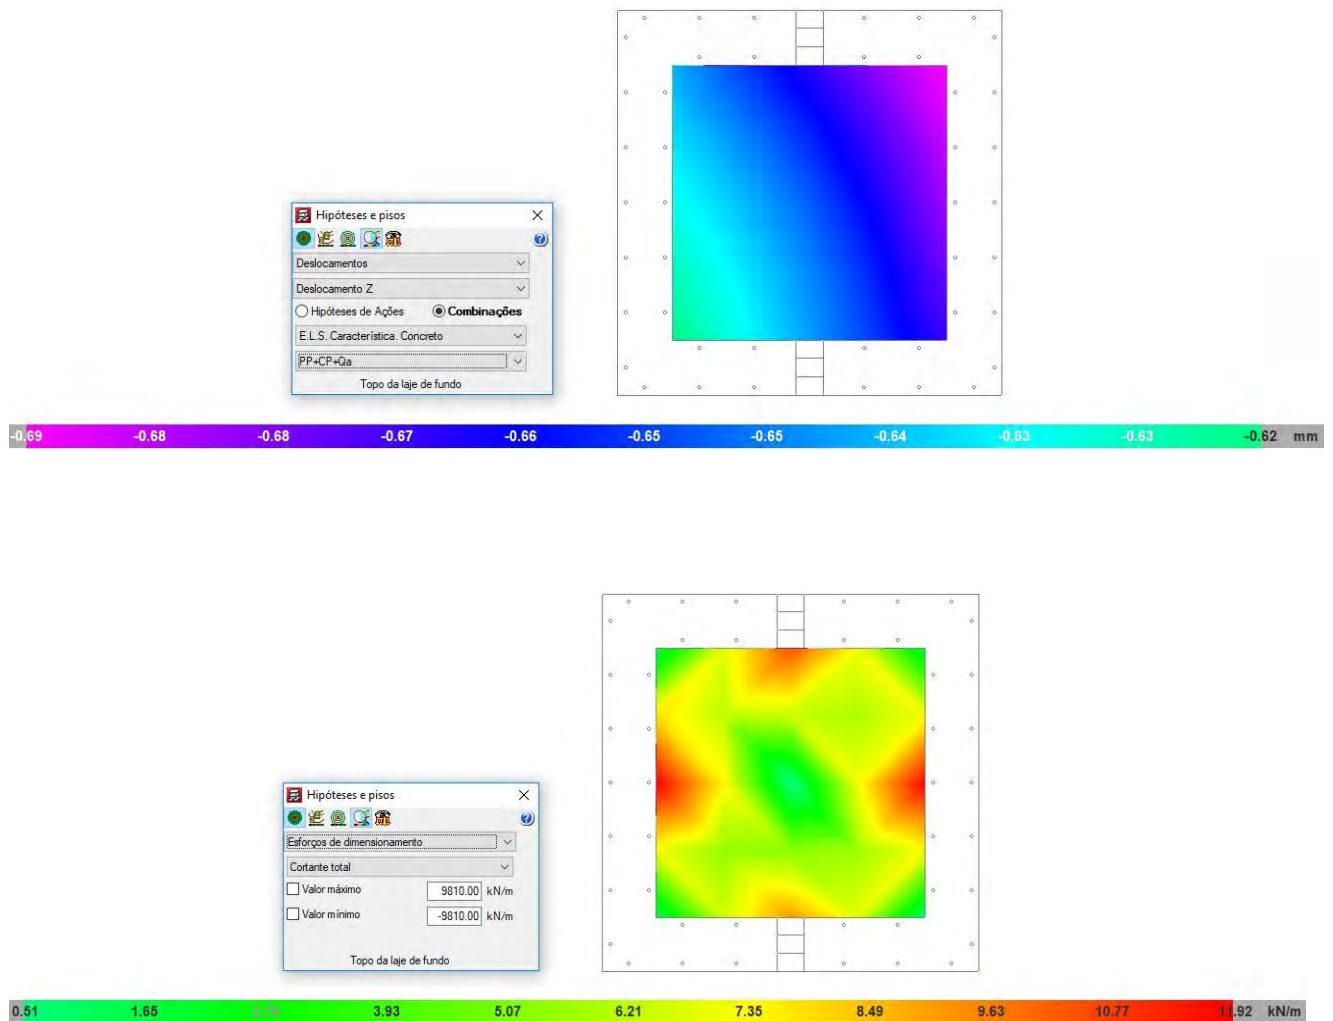 Hipóteses e pisos
Deslocamentos
Deslocamento Z
Hipóteses de Ações Combinações
E.L.S. Característica. Concreto
PP+CP+Qa
Topo da laje de fundo
-0.69 -0.68 -0.68 -0.67 -0.66 -0.65 -0.65 -0.64 -0.63 -0.63 -0.62 mm
Hipóteses e pisos
Esforços de dimensionamento
Cortante total
Valor máximo 9810.00 kN/m
Valor mínimo -9810.00 kN/m
Topo da laje de fundo
0.51 1.65 3.93 5.07 6.21 7.35 8.49 9.63 10.77 11.92 kN/m